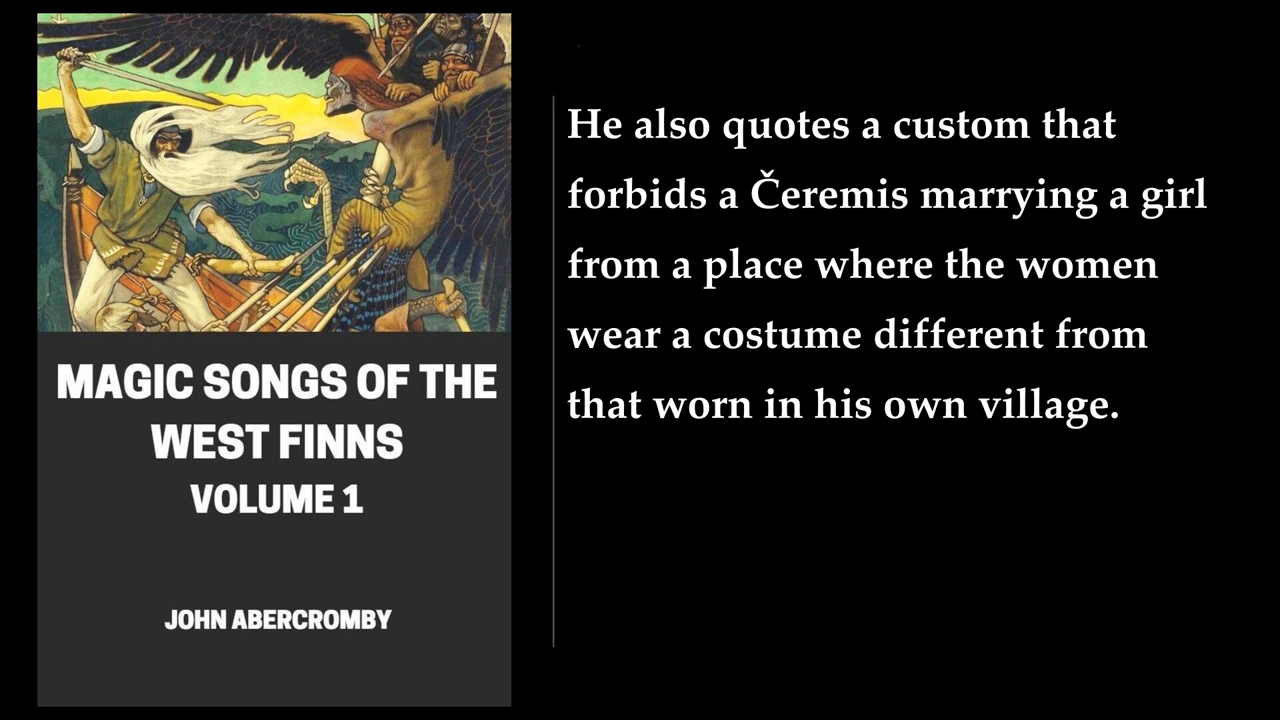 MAGIC SONGS OF THE
WEST FINNS
VOLUME 1
JOHN ABERCROMBY
He also quotes a custom that
forbids a Čeremis marrying a girl
from a place where the women
wear a costume different from
that worn in his own village.